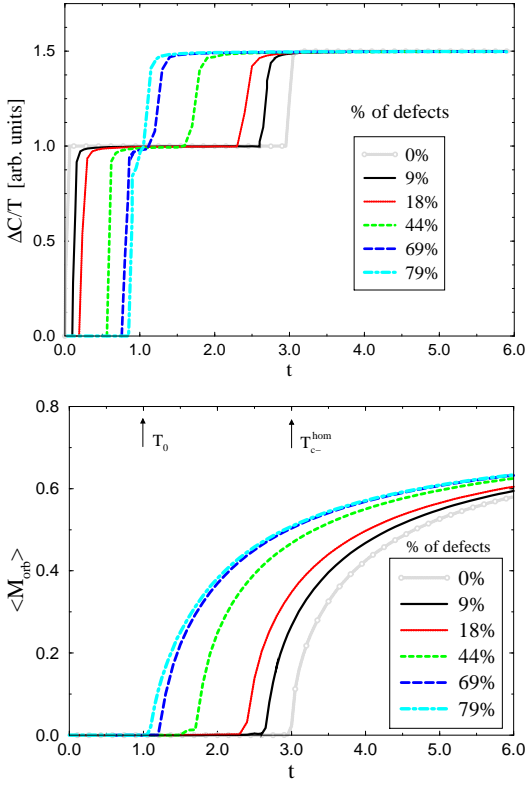 1.5
1.0
0.5
0.0
ΔC/T [arb. units]
% of defects
0%
9%
18%
44%
69%
79%
0.0 1.0 2.0 3.0 4.0 5.0 6.0
t
0.8
0.6
0.4
0.2
0.0
<M_orb>
T_0
T_{c-}^{hom}
% of defects
0%
9%
18%
44%
69%
79%
0.0 1.0 2.0 3.0 4.0 5.0 6.0
t